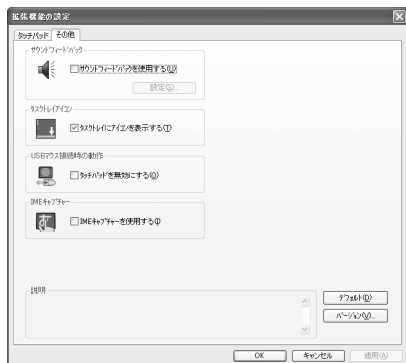 拡張機能の設定
タッチパッド その他
サウンドフィードバック
サウンドフィードバックを使用する(U)
設定(S)...
タスクトレイアイコン
タスクトレイにアイコンを表示する(T)
USBマウス接続時の動作
タッチパッドを無効にする(Q)
IMEキャプチャー
IMEキャプチャーを使用する(I)
説明
デフォルト(D)
バージョン(V)...
OK キャンセル 適用(A)